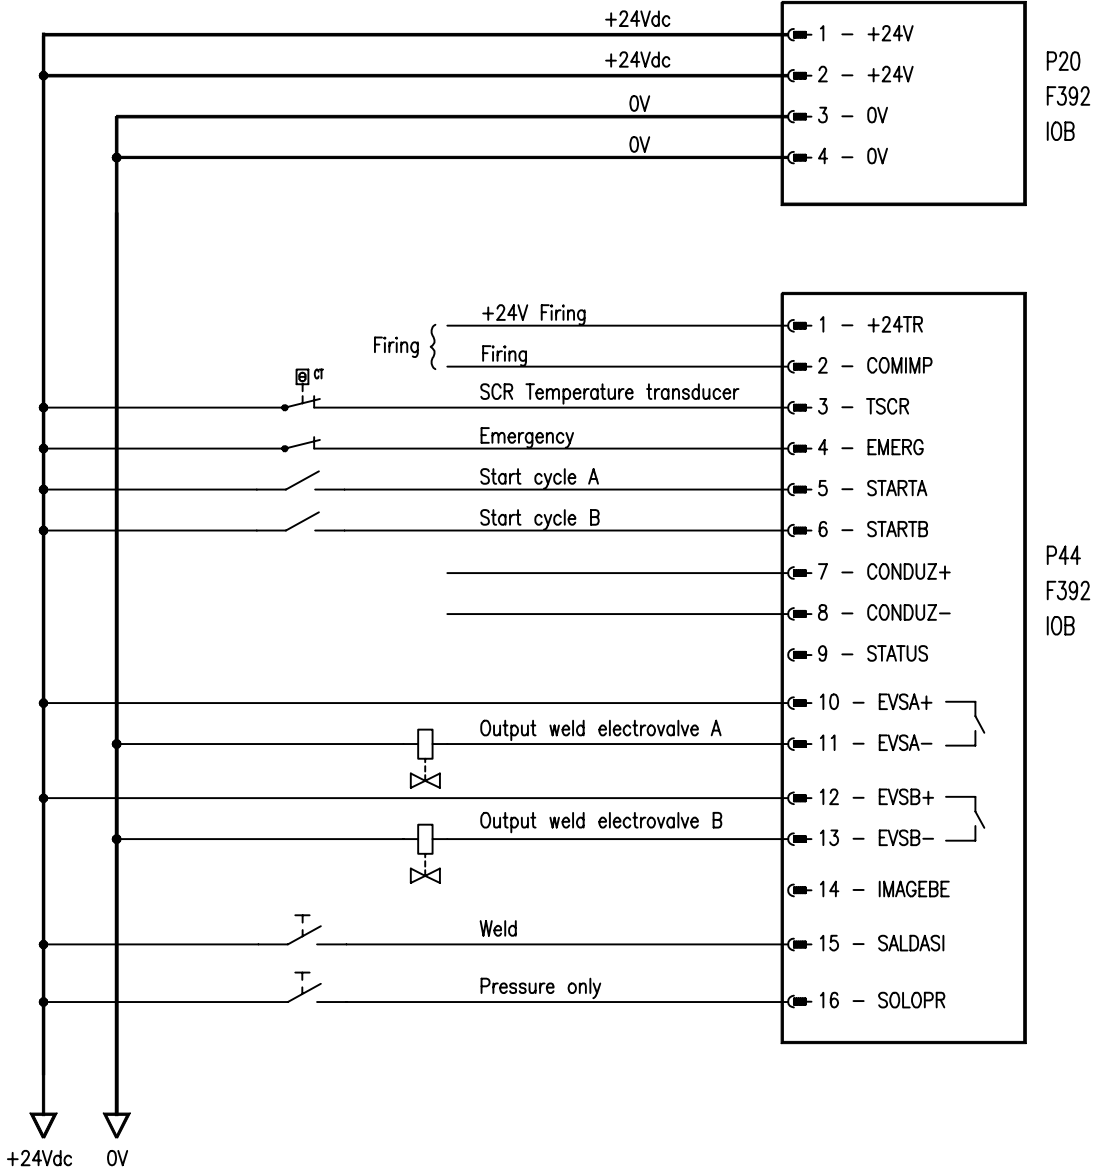 +24Vdc
1 - +24V
+24Vdc
2 - +24V
0V
3 - 0V
0V
4 - 0V
P20
F392
IOB
+24V Firing
1 - +24TR
Firing
Firing
2 - COMIMP
CT
SCR Temperature transducer
3 - TSCR
Emergency
4 - EMERG
Start cycle A
5 - STARTA
Start cycle B
6 - STARTB
7 - CONDUZ+
8 - CONDUZ-
9 - STATUS
P44
F392
IOB
10 - EVSA+
Output weld electrovalve A
11 - EVSA-
12 - EVSB+
Output weld electrovalve B
13 - EVSB-
14 - IMAGEBE
Weld
15 - SALDASI
Pressure only
16 - SOLOPR
+24Vdc
0V